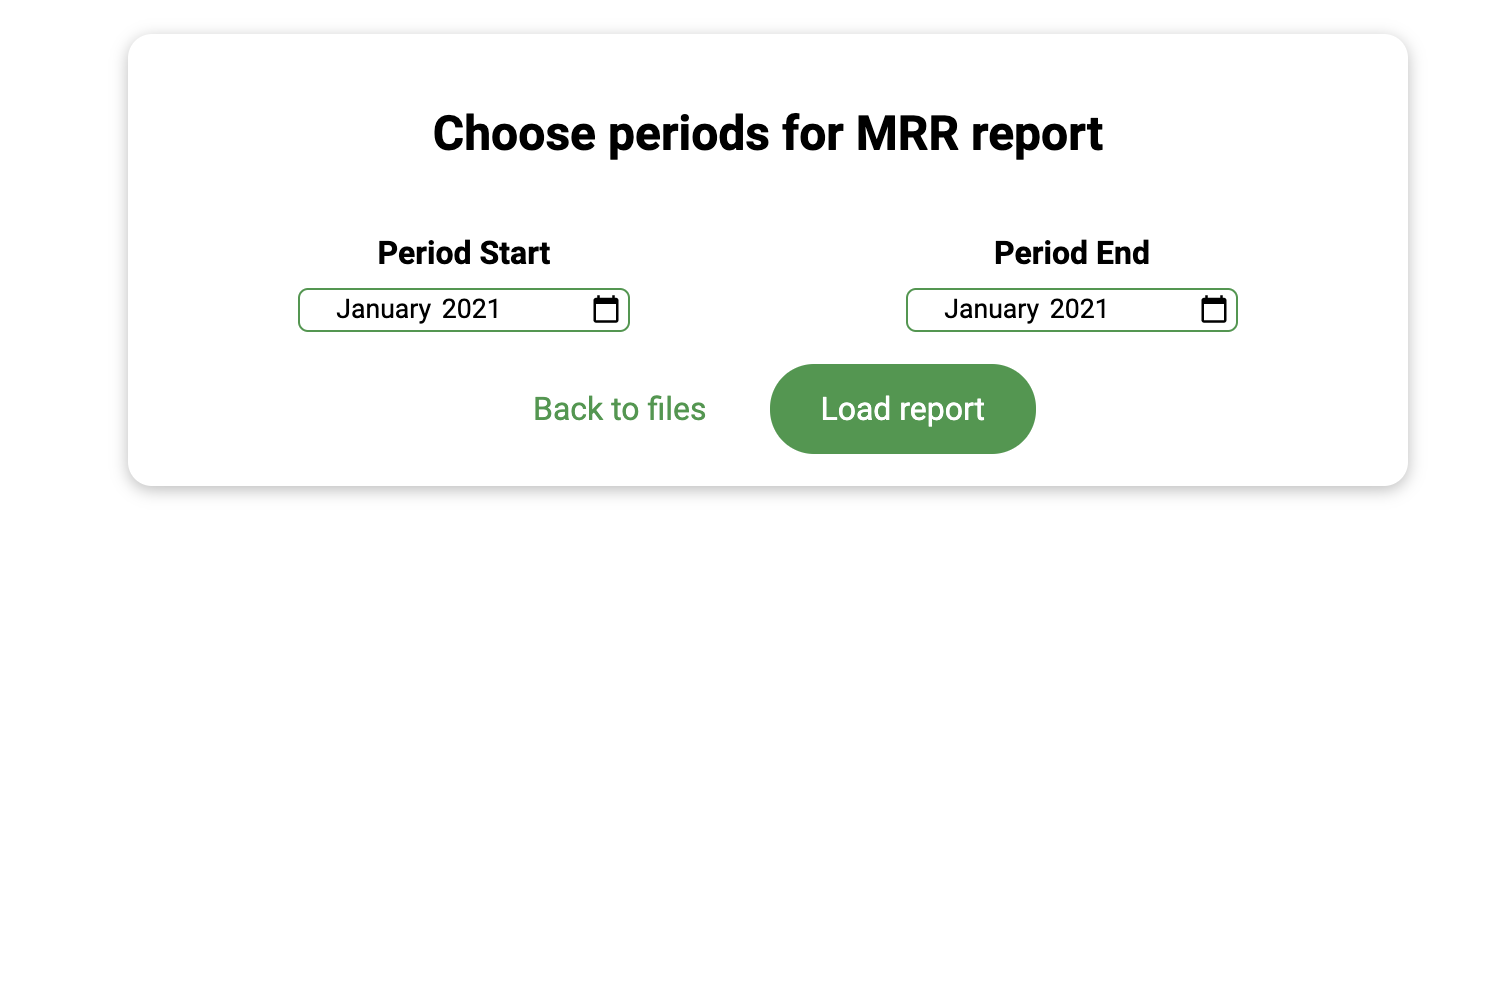 Choose periods for MRR report
Period Start
January 2021
Period End
January 2021
Back to files
Load report